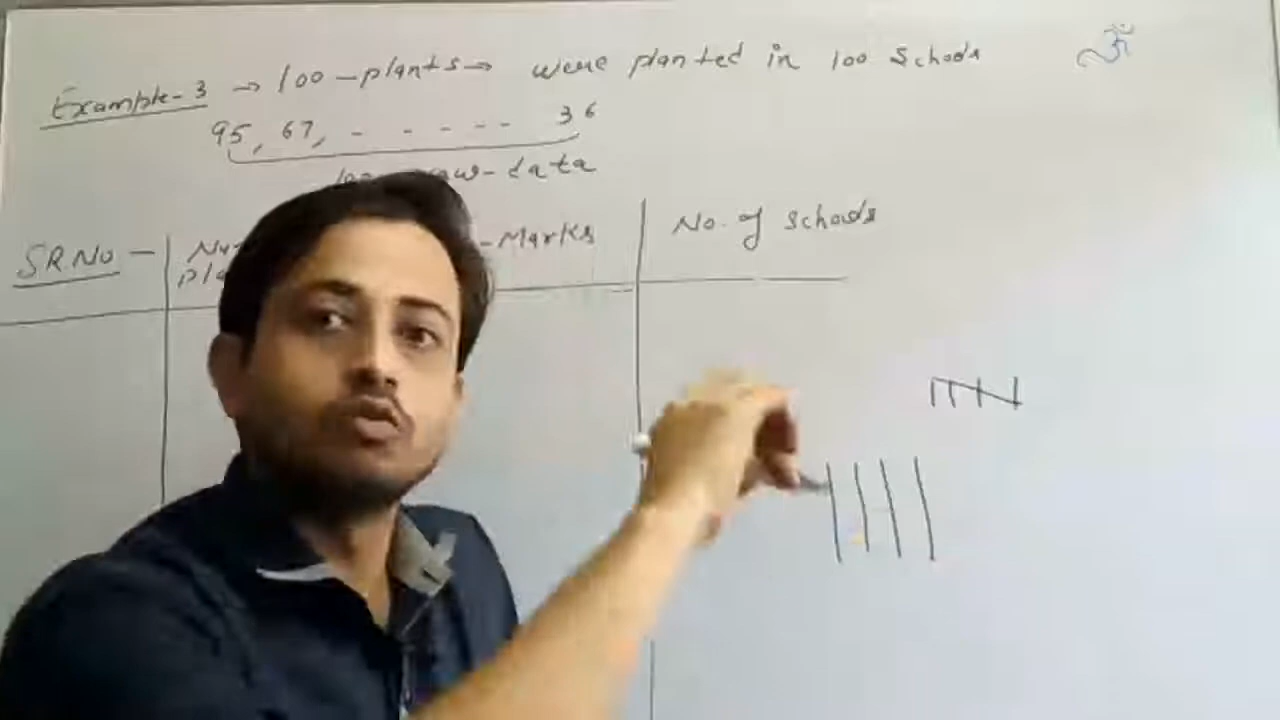 Example-3 → 100-plants→ were planted in 100 Schools ॐ
95, 67, - - - - - 36
raw-data
SR.No - -Marks No. of schools